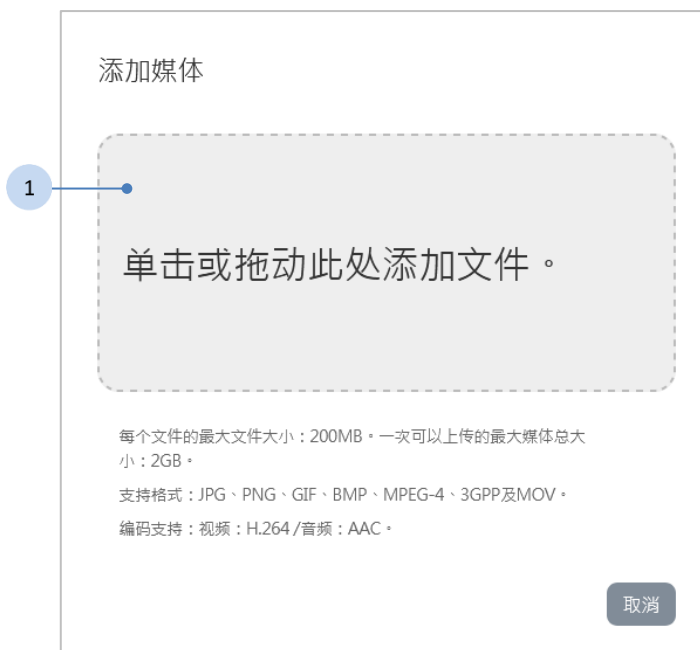 添加媒体
1
单击或拖动此处添加文件。
每个文件的最大文件大小：200MB。一次可以上传的最大媒体总大
小：2GB。
支持格式：JPG、PNG、GIF、BMP、MPEG-4、3GPP及MOV。
编码支持：视频：H.264 /音频：AAC。
取消